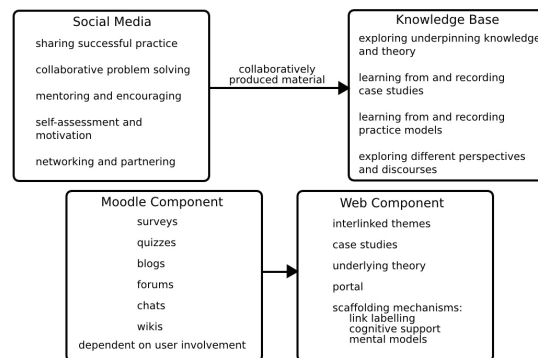 Social Media
sharing successful practice
collaborative problem solving
mentoring and encouraging
self-assessment and
motivation
networking and partnering
collaboratively
produced material
Knowledge Base
exploring underpinning knowledge
and theory
learning from and recording
case studies
learning from and recording
practice models
exploring different perspectives
and discourses
Moodle Component
surveys
quizzes
blogs
forums
chats
wikis
dependent on user involvement
Web Component
interlinked themes
case studies
underlying theory
portal
scaffolding mechanisms:
link labelling
cognitive support
mental models